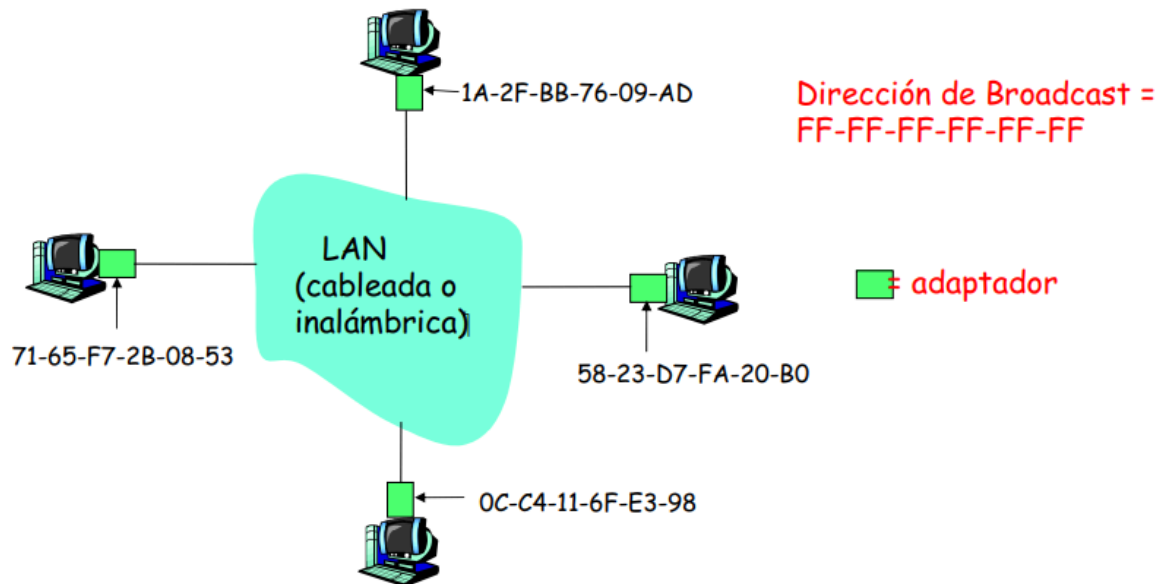 1A-2F-BB-76-09-AD
Dirección de Broadcast =
FF-FF-FF-FF-FF-FF
LAN
(cableada o
inalámbrica)
= adaptador
71-65-F7-2B-08-53
58-23-D7-FA-20-B0
0C-C4-11-6F-E3-98